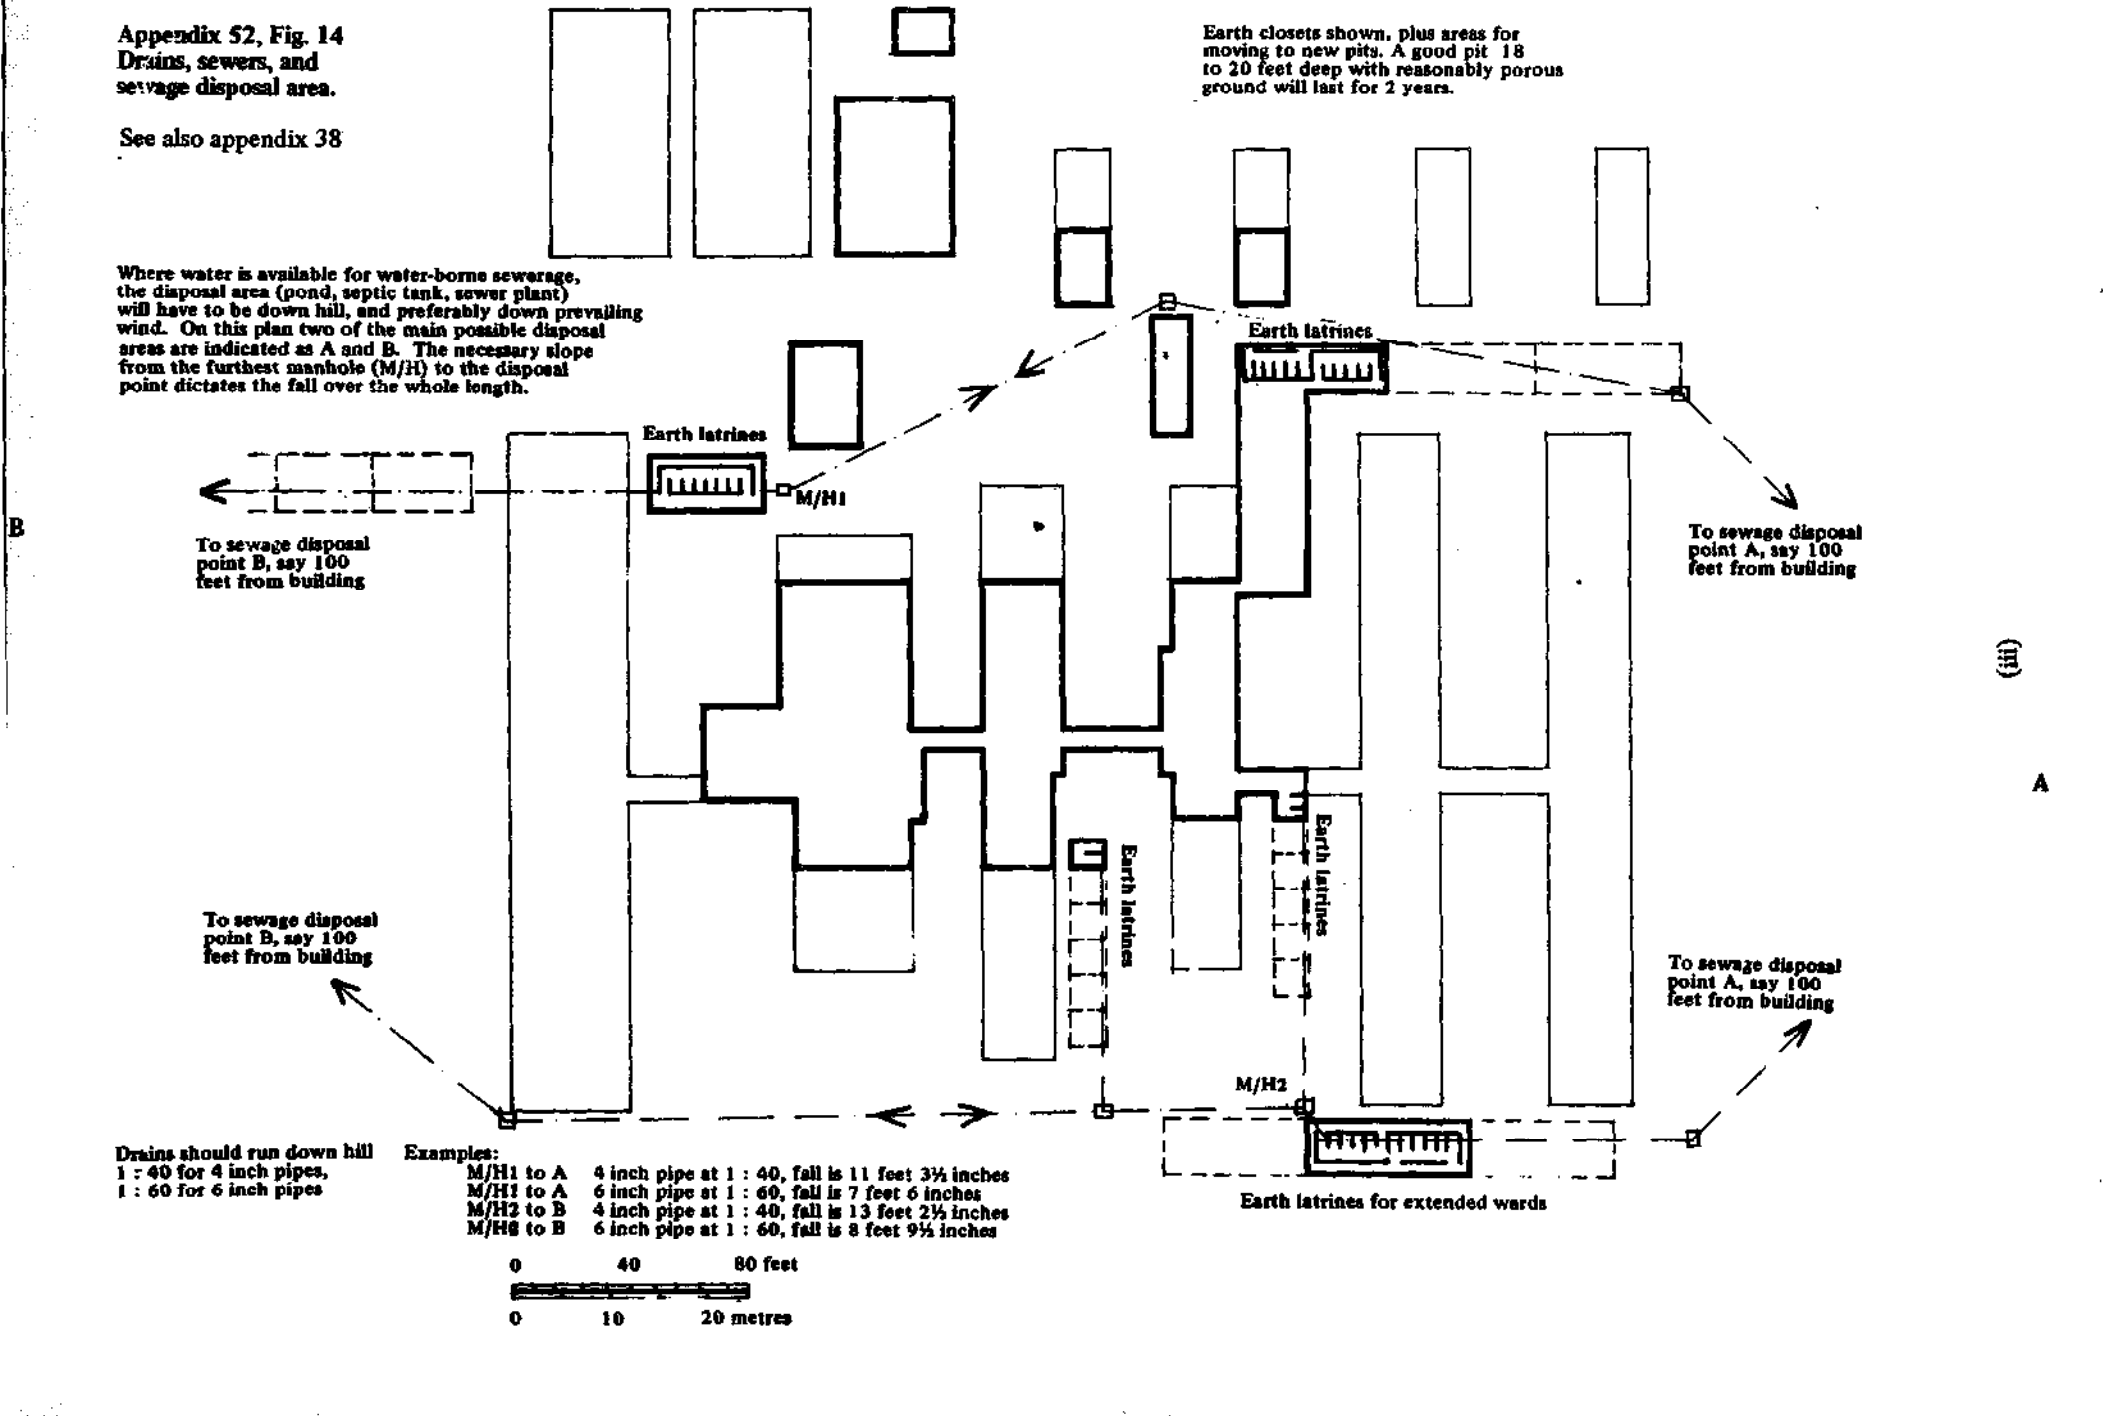 Appendix 52, Fig. 14
Drains, sewers, and
sewage disposal area.
See also appendix 38
Earth closets shown, plus areas for
moving to new pits. A good pit 18
to 20 feet deep with reasonably porous
ground will last for 2 years.
Where water is available for water-borne sewerage,
the disposal area (pond, septic tank, sewer plant)
will have to be down hill, and preferably down prevailing
wind. On this plan two of the main possible disposal
areas are indicated as A and B. The necessary slope
from the furthest manhole (M/H) to the disposal
point dictates the fall over the whole length.
Earth latrines
Earth latrines
M/H1
B
To sewage disposal
point B, say 100
feet from building
To sewage disposal
point A, say 100
feet from building
(iii)
A
Earth latrines
Earth latrines
To sewage disposal
point B, say 100
feet from building
To sewage disposal
point A, say 100
feet from building
M/H2
Earth latrines for extended wards
Drains should run down hill
1 : 40 for 4 inch pipes,
1 : 60 for 6 inch pipes
Examples:
M/H1 to A 4 inch pipe at 1 : 40, fall is 11 feet 3½ inches
M/H1 to A 6 inch pipe at 1 : 60, fall is 7 feet 6 inches
M/H2 to B 4 inch pipe at 1 : 40, fall is 13 feet 2½ inches
M/H2 to B 6 inch pipe at 1 : 60, fall is 8 feet 9½ inches
0 40 80 feet
0 10 20 metres